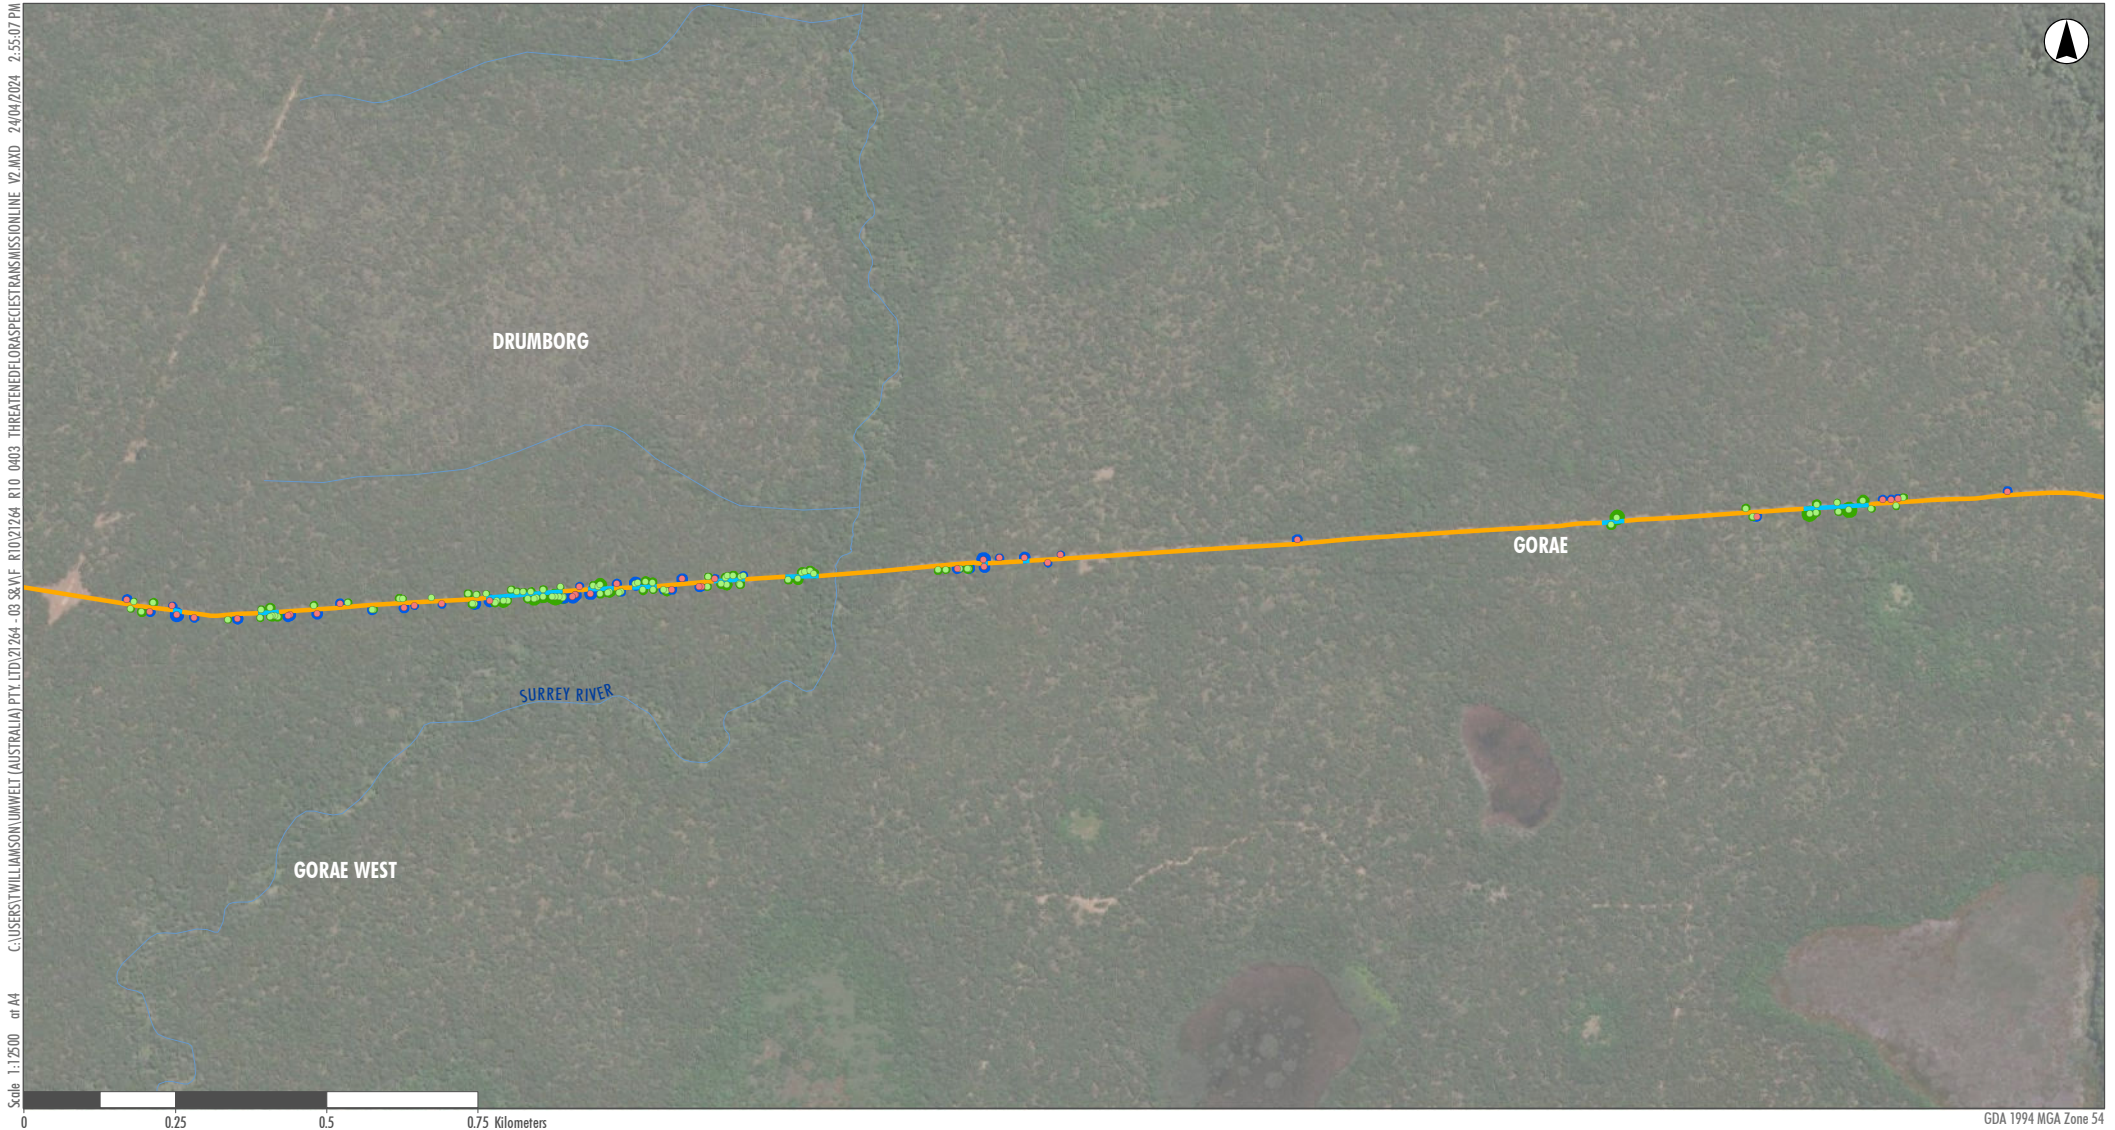 Scale 1:12500 at A4 C:\USERS\TWILLIAMSON\UMWELT (AUSTRALIA) PTY. LTD\21264 - 03 S&W\F R10\21264 R10 0403 THREATENEDFLORASPECIESTRANSMISSIONLINE V2.MXD 24/04/2024 2:55:07 PM
DRUMBORG
GORAE
SURREY RIVER
GORAE WEST
0 0.25 0.5 0.75 Kilometers
GDA 1994 MGA Zone 54